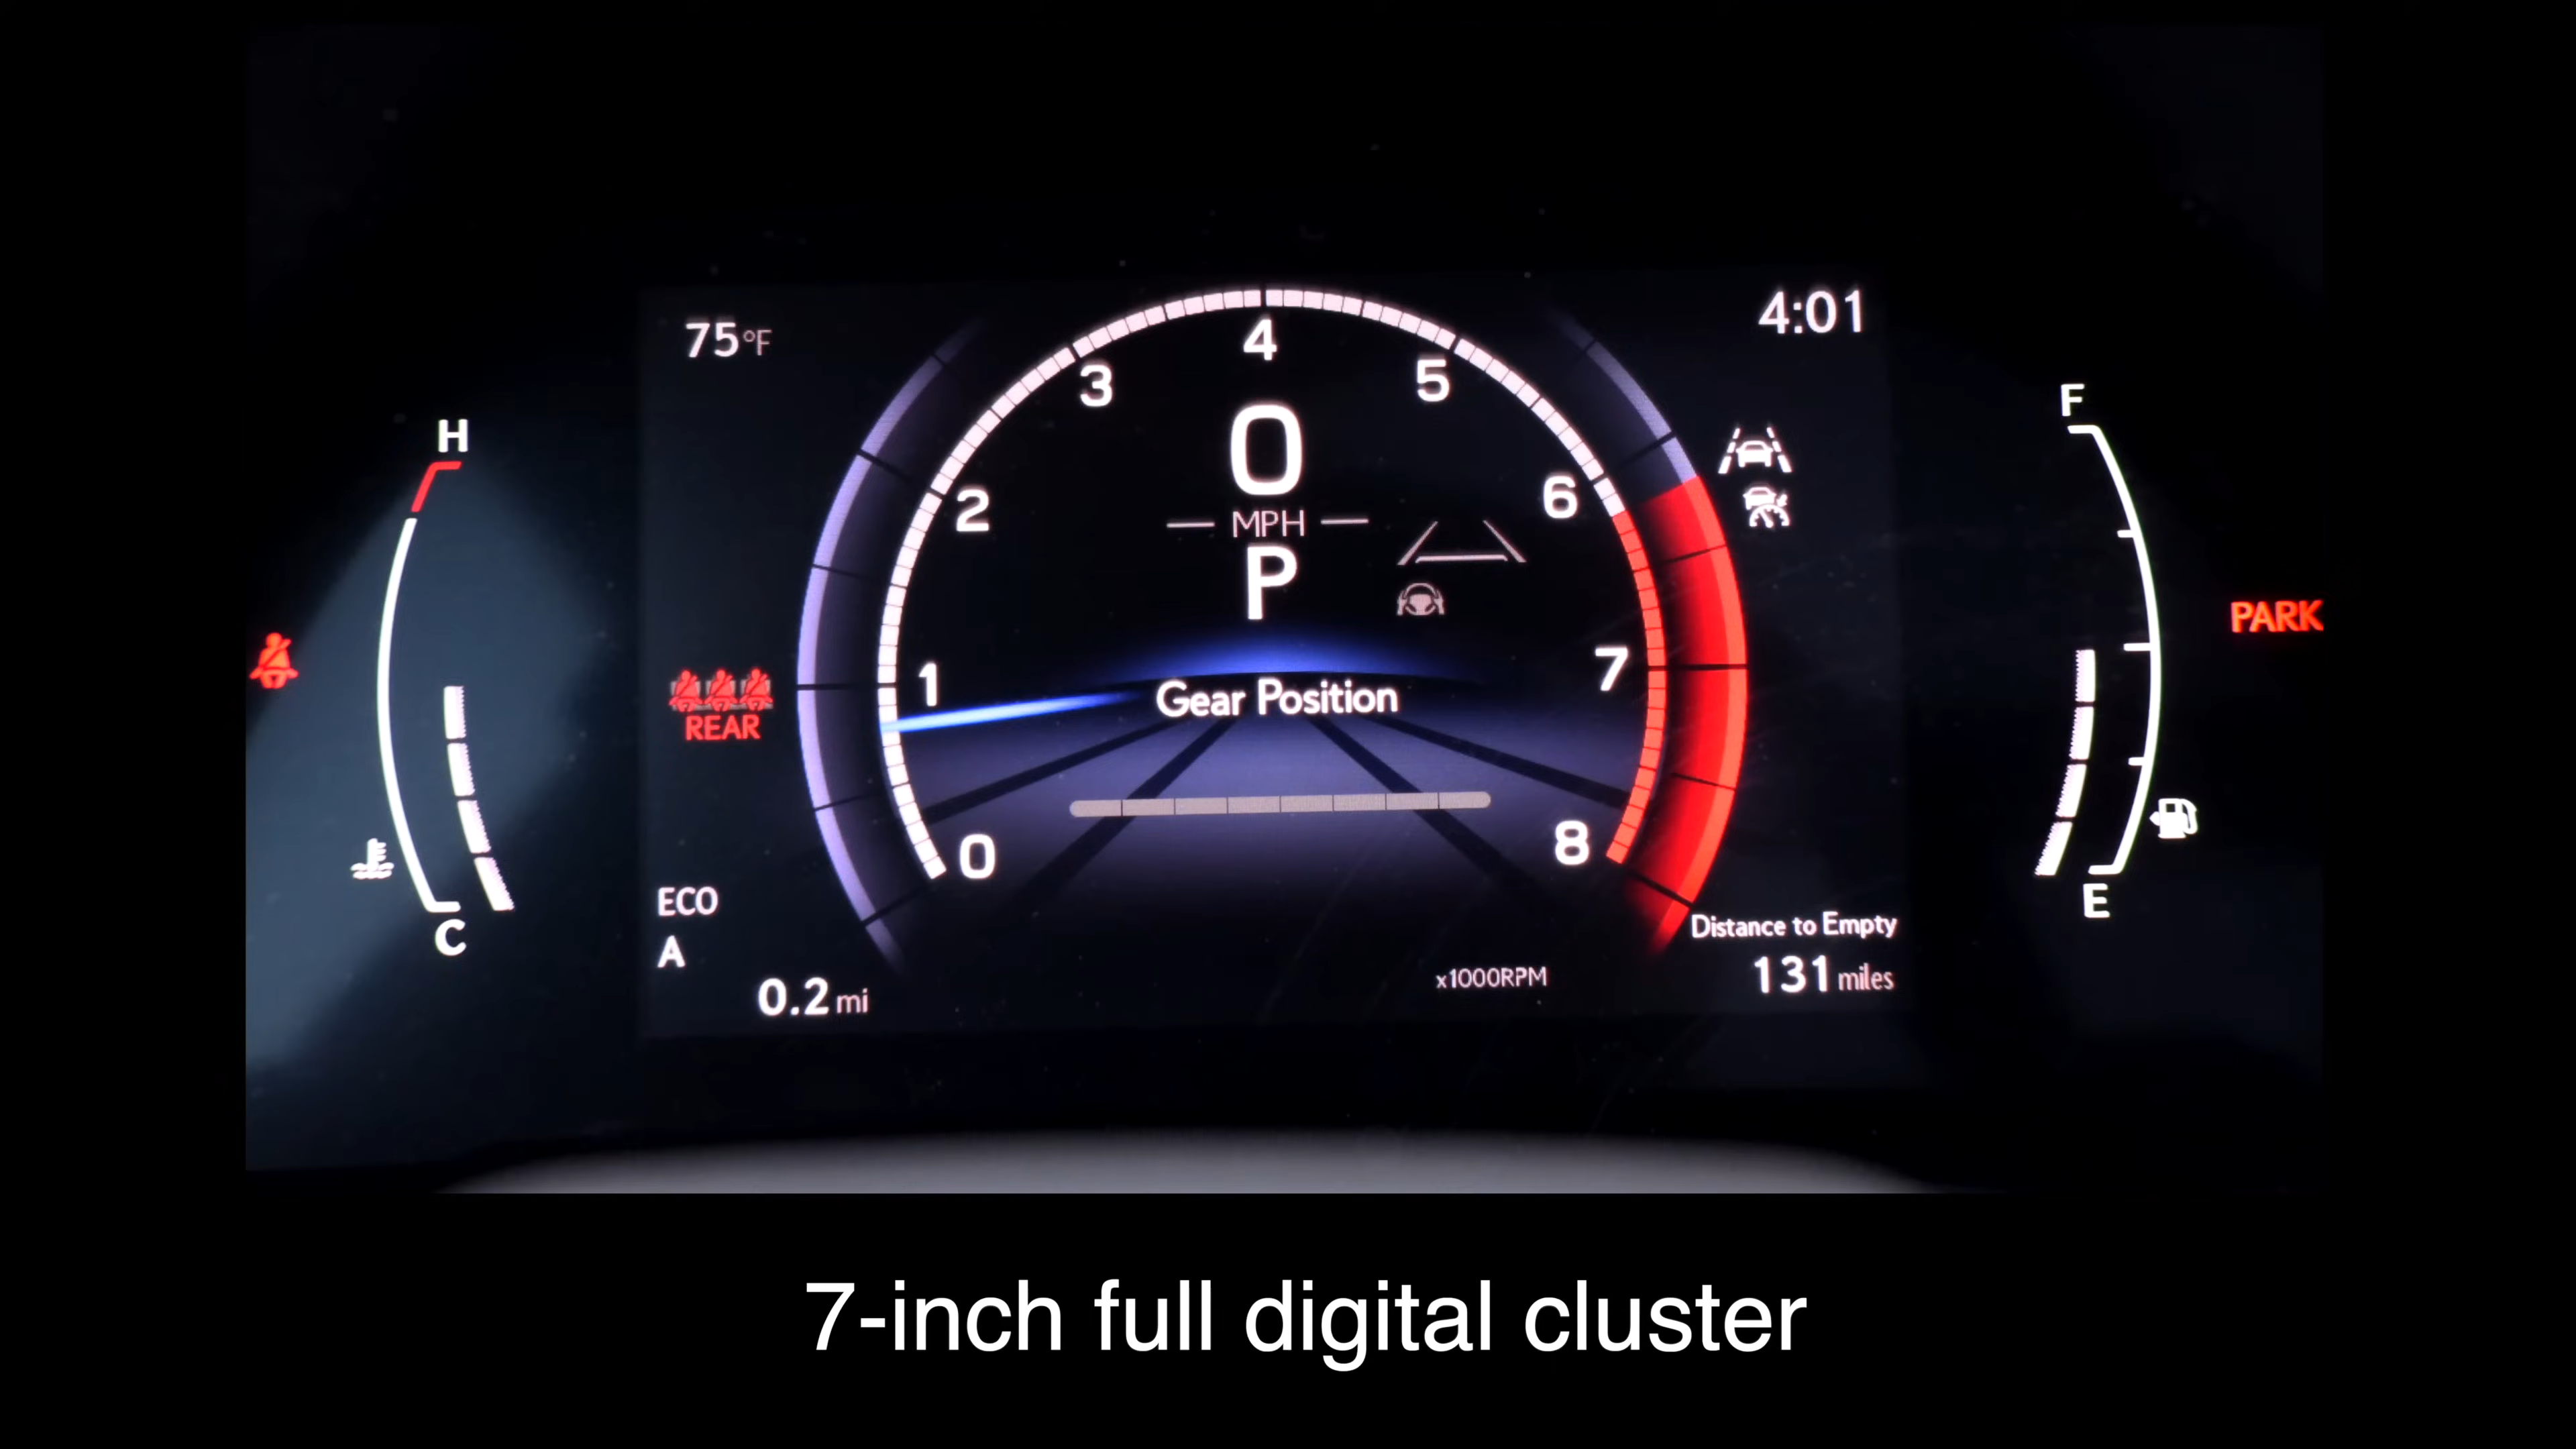 75°F
4:01
H
F
4
3
5
0
2
6
MPH
P
PARK
1
7
Gear Position
REAR
0
8
ECO
E
A
C
Distance to Empty
0.2 mi
x1000RPM
131 miles
7-inch full digital cluster